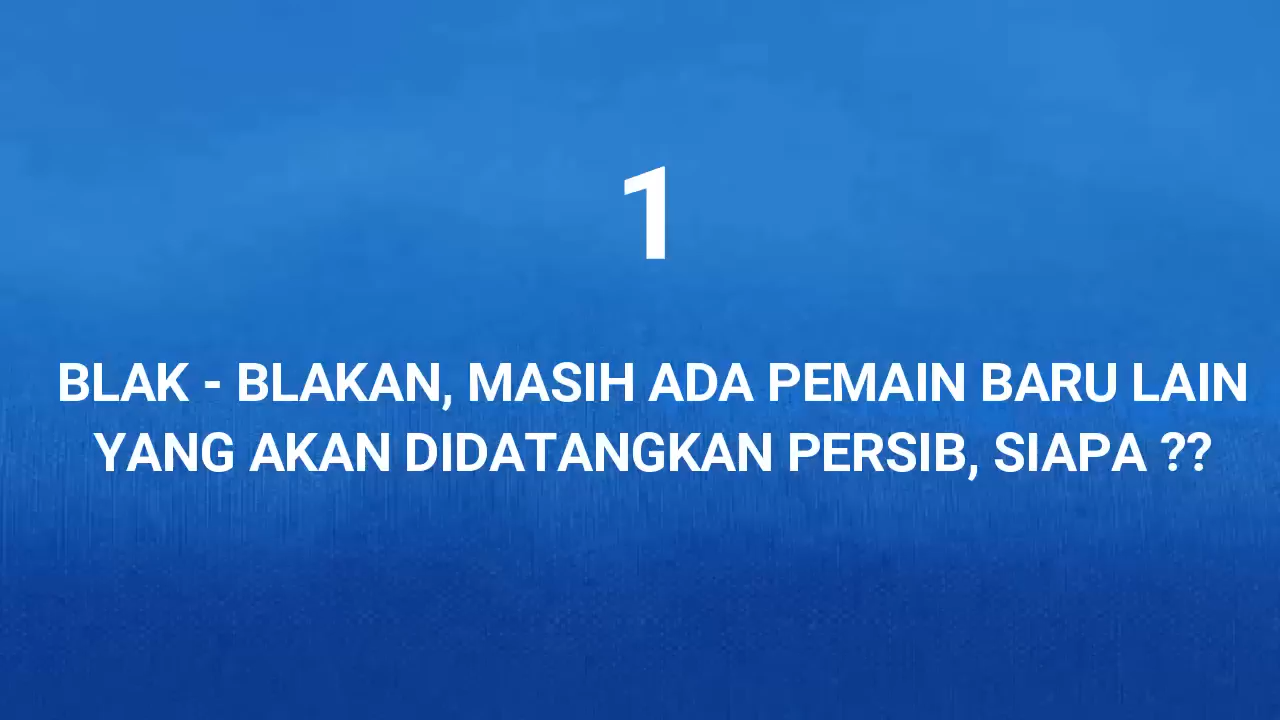 1
BLAK - BLAKAN, MASIH ADA PEMAIN BARU LAIN
YANG AKAN DIDATANGKAN PERSIB, SIAPA ??